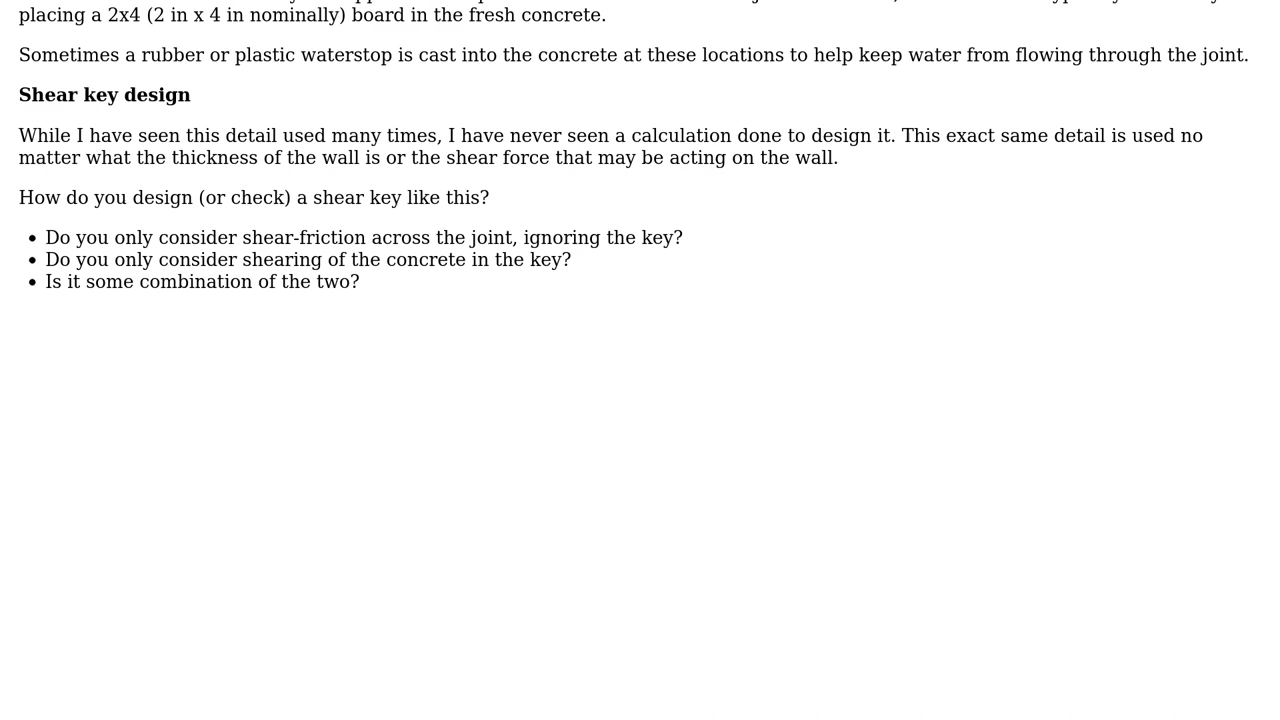 placing a 2x4 (2 in x 4 in nominally) board in the fresh concrete.
Sometimes a rubber or plastic waterstop is cast into the concrete at these locations to help keep water from flowing through the joint.
Shear key design
While I have seen this detail used many times, I have never seen a calculation done to design it. This exact same detail is used no
matter what the thickness of the wall is or the shear force that may be acting on the wall.
How do you design (or check) a shear key like this?
• Do you only consider shear-friction across the joint, ignoring the key?
• Do you only consider shearing of the concrete in the key?
• Is it some combination of the two?